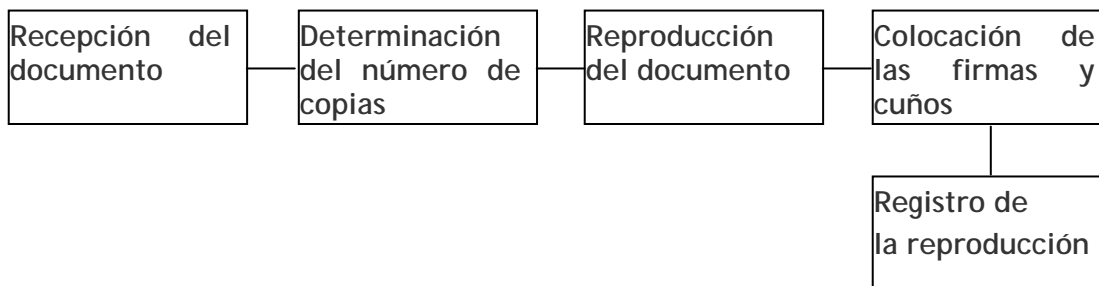 Recepción del
documento
Determinación
del número de
copias
Reproducción
del documento
Colocación de
las firmas y
cuños
Registro de
la reproducción